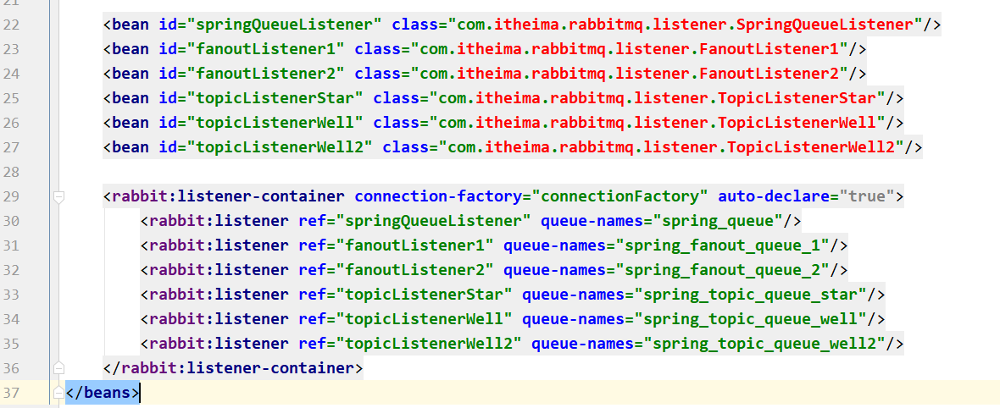 21
22 <bean id="springQueueListener" class="com.itheima.rabbitmq.listener.SpringQueueListener"/>
23 <bean id="fanoutListener1" class="com.itheima.rabbitmq.listener.FanoutListener1"/>
24 <bean id="fanoutListener2" class="com.itheima.rabbitmq.listener.FanoutListener2"/>
25 <bean id="topicListenerStar" class="com.itheima.rabbitmq.listener.TopicListenerStar"/>
26 <bean id="topicListenerWell" class="com.itheima.rabbitmq.listener.TopicListenerWell"/>
27 <bean id="topicListenerWell2" class="com.itheima.rabbitmq.listener.TopicListenerWell2"/>
28
29 <rabbit:listener-container connection-factory="connectionFactory" auto-declare="true">
30 <rabbit:listener ref="springQueueListener" queue-names="spring_queue"/>
31 <rabbit:listener ref="fanoutListener1" queue-names="spring_fanout_queue_1"/>
32 <rabbit:listener ref="fanoutListener2" queue-names="spring_fanout_queue_2"/>
33 <rabbit:listener ref="topicListenerStar" queue-names="spring_topic_queue_star"/>
34 <rabbit:listener ref="topicListenerWell" queue-names="spring_topic_queue_well"/>
35 <rabbit:listener ref="topicListenerWell2" queue-names="spring_topic_queue_well2"/>
36 </rabbit:listener-container>
37 </beans>